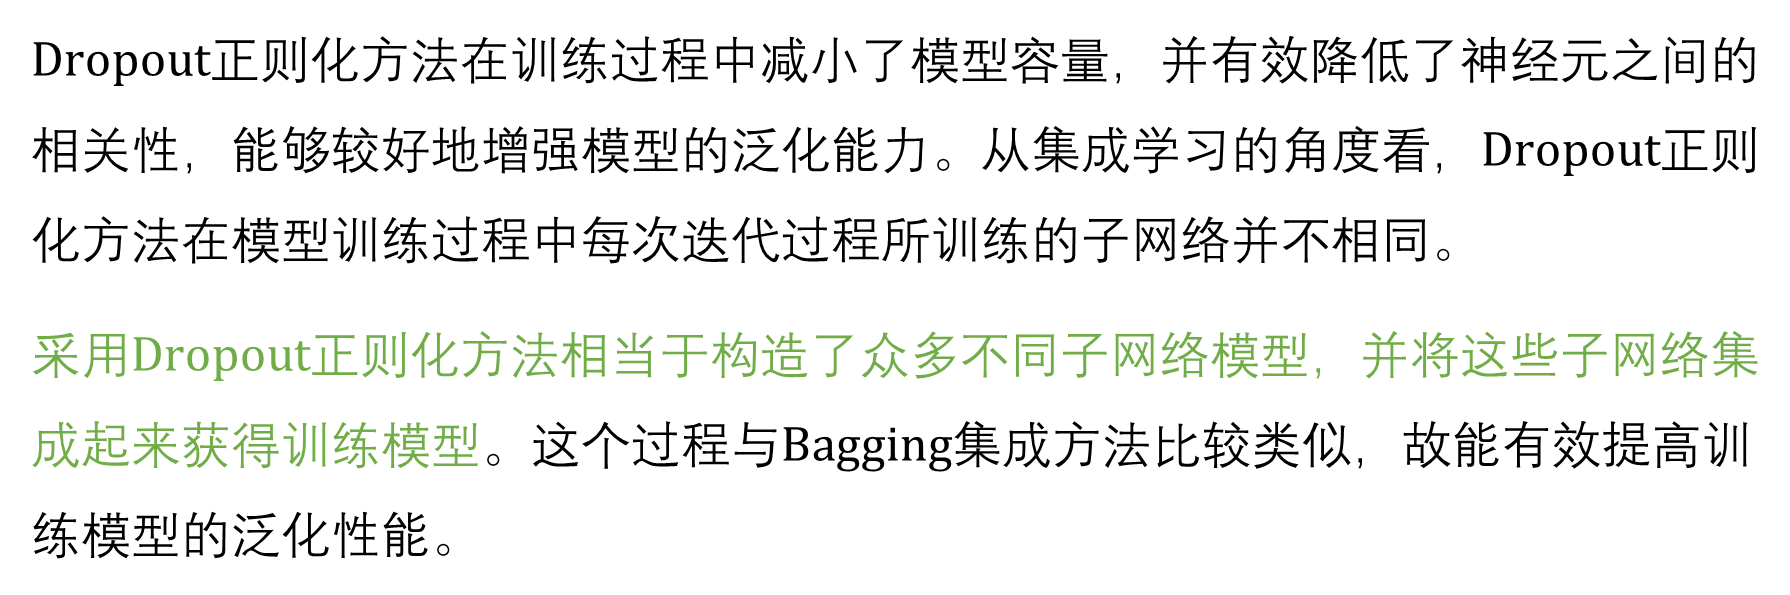 Dropout正则化方法在训练过程中减小了模型容量，并有效降低了神经元之间的
相关性，能够较好地增强模型的泛化能力。从集成学习的角度看，Dropout正则
化方法在模型训练过程中每次迭代过程所训练的子网络并不相同。
采用Dropout正则化方法相当于构造了众多不同子网络模型，并将这些子网络集
成起来获得训练模型。这个过程与Bagging集成方法比较类似，故能有效提高训
练模型的泛化性能。